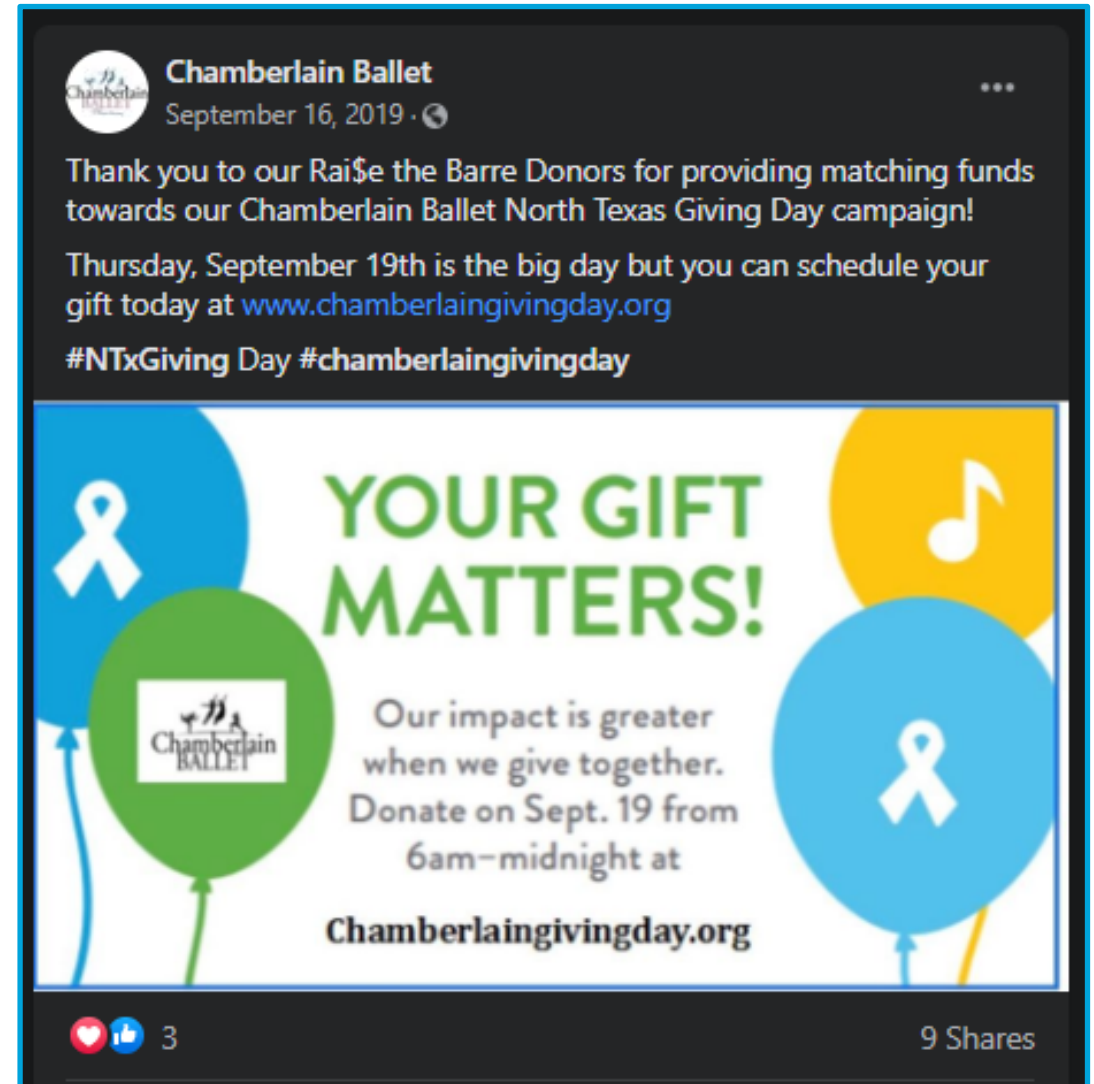 Chamberlain
BALLET
Chamberlain Ballet
September 16, 2019 ·
Thank you to our Rai$e the Barre Donors for providing matching funds
towards our Chamberlain Ballet North Texas Giving Day campaign!
Thursday, September 19th is the big day but you can schedule your
gift today at www.chamberlaingivingday.org
#NTxGiving Day #chamberlaingivingday
YOUR GIFT
MATTERS!
Chamberlain
BALLET
Our impact is greater
when we give together.
Donate on Sept. 19 from
6am–midnight at
Chamberlaingivingday.org
3
9 Shares